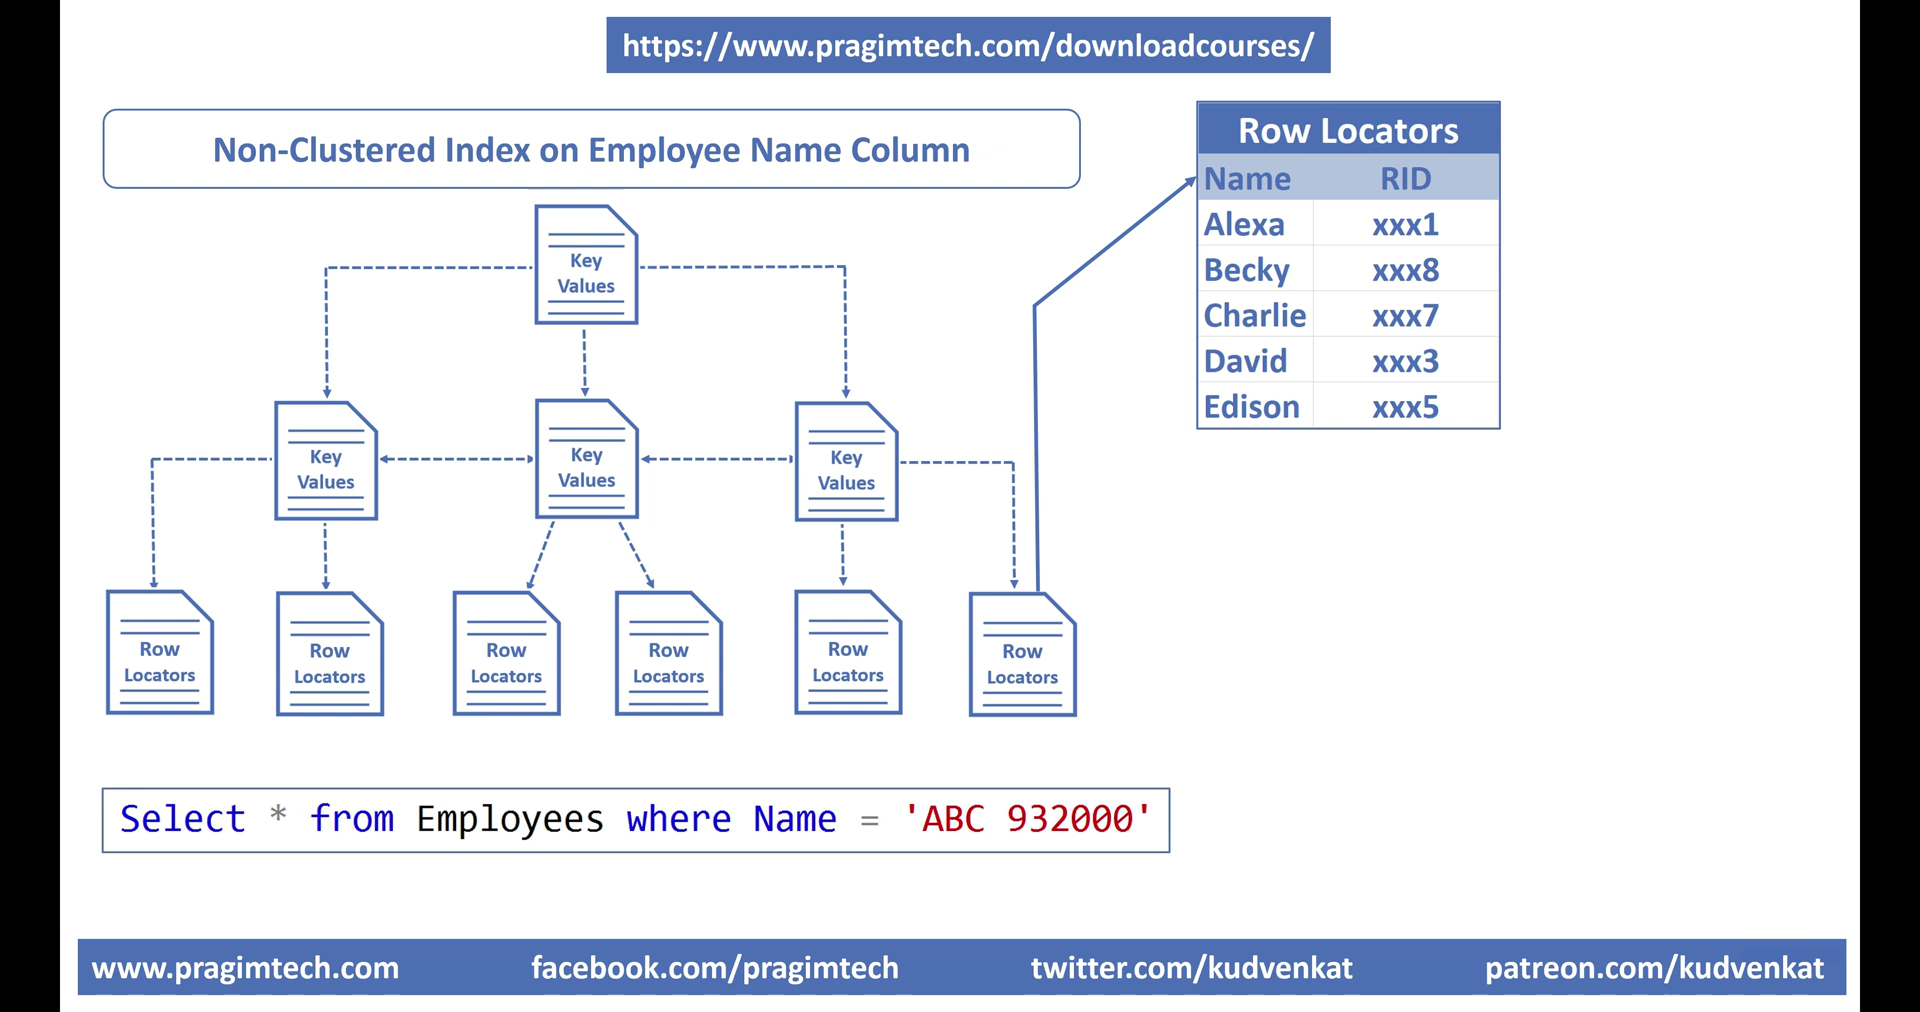 https://www.pragimtech.com/downloadcourses/
Non-Clustered Index on Employee Name Column
Row Locators
Name RID
Alexa xxx1
Becky xxx8
Charlie xxx7
David xxx3
Edison xxx5
Key
Values
Key
Values
Key
Values
Key
Values
Row
Locators
Row
Locators
Row
Locators
Row
Locators
Row
Locators
Row
Locators
Select * from Employees where Name = 'ABC 932000'
www.pragimtech.com facebook.com/pragimtech twitter.com/kudvenkat patreon.com/kudvenkat